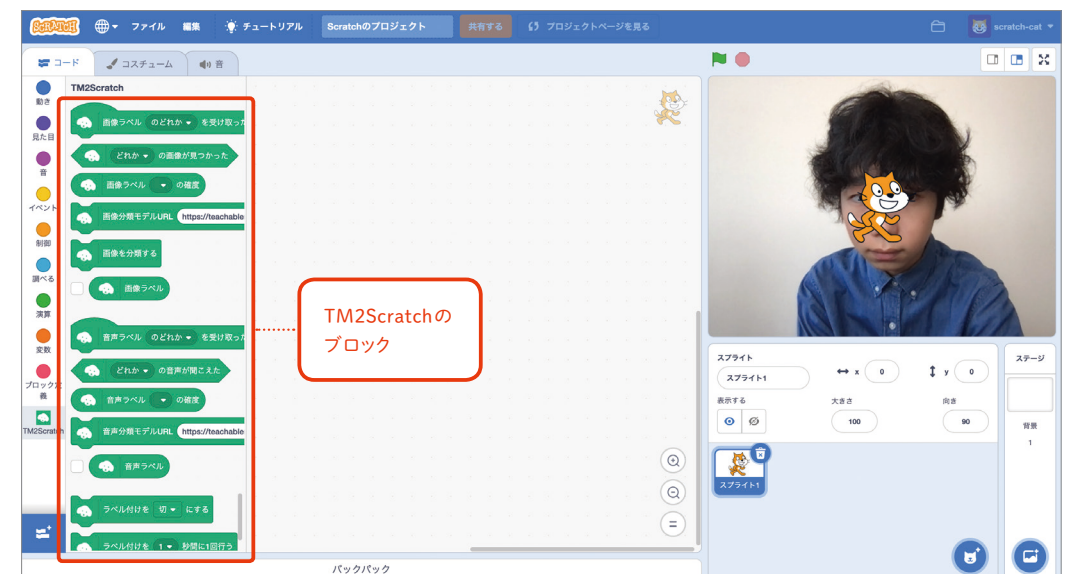 SCRATCH
ファイル
編集
チュートリアル
Scratchのプロジェクト
共有する
プロジェクトページを見る
scratch-cat
コード
コスチューム
音
動き
見た目
音
イベント
制御
調べる
演算
変数
ブロック定
義
TM2Scratch
TM2Scratch
画像ラベル のどれか を受け取っ
どれか の画像が見つかった
画像ラベル の確度
画像分類モデルURL https://teachable
画像を分類する
画像ラベル
音声ラベル のどれか を受け取っ
どれか の音声が聞こえた
音声ラベル の確度
音声分類モデルURL https://teachable
音声ラベル
ラベル付けを 切 にする
ラベル付けを 1 秒間に1回行う
TM2Scratchの
ブロック
バックパック
スプライト
スプライト1
x 0
y 0
表示する
大きさ
100
向き
90
スプライト1
ステージ
背景
1